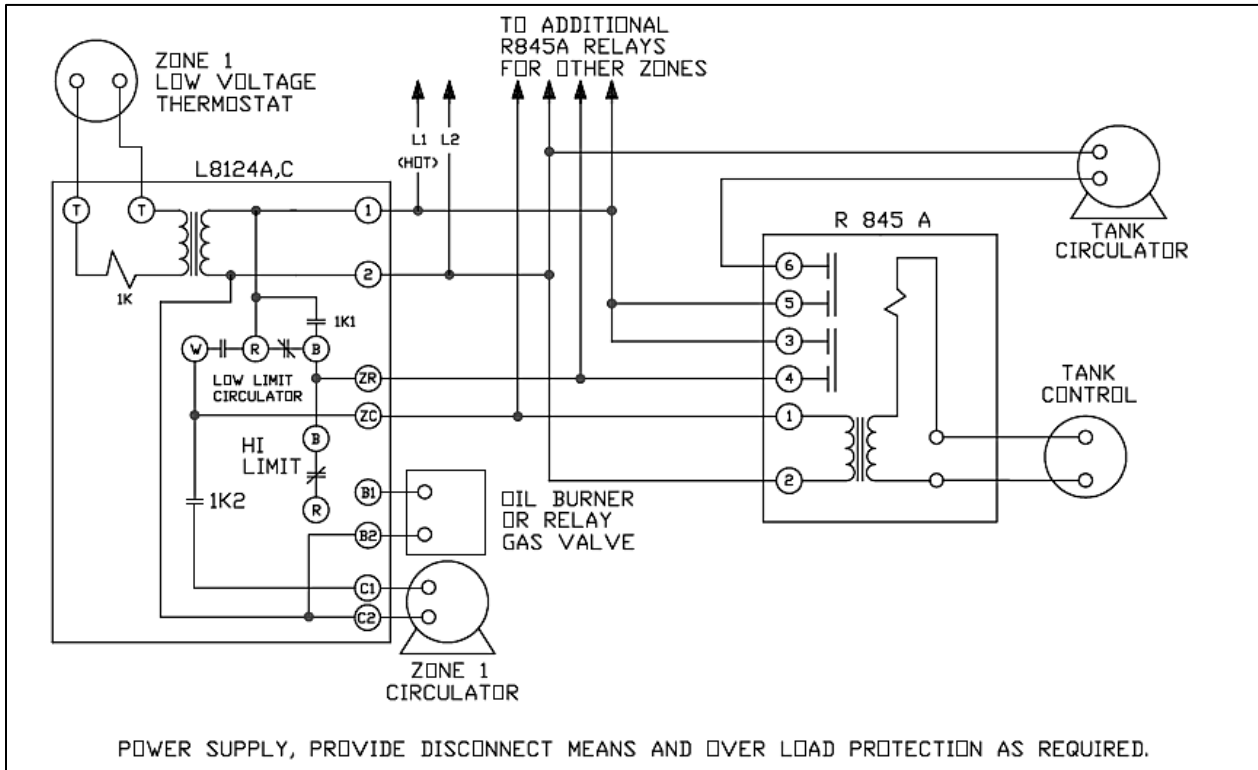 TO ADDITIONAL
R845A RELAYS
FOR OTHER ZONES
ZONE 1
LOW VOLTAGE
THERMOSTAT
L1 L2
(HOT)
L8124A,C
T T 1
2
1K
1K1
W R B
LOW LIMIT
CIRCULATOR
ZR
ZC
HI
LIMIT
B
R
1K2
B1
B2
C1
C2
OIL BURNER
OR RELAY
GAS VALVE
ZONE 1
CIRCULATOR
R 845 A
6
5
3
4
1
2
TANK
CIRCULATOR
TANK
CONTROL
POWER SUPPLY, PROVIDE DISCONNECT MEANS AND OVER LOAD PROTECTION AS REQUIRED.